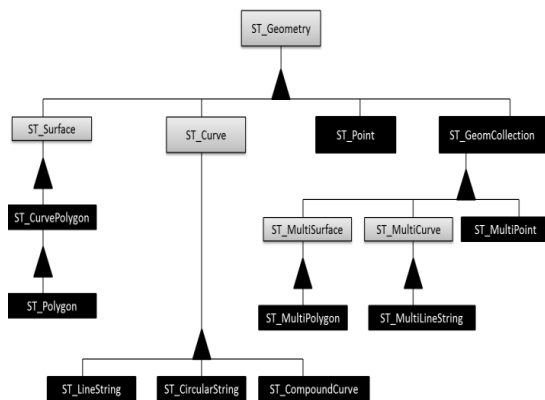 ST_Geometry
ST_Surface
ST_Curve
ST_Point
ST_GeomCollection
ST_CurvePolygon
ST_MultiSurface
ST_MultiCurve
ST_MultiPoint
ST_Polygon
ST_MultiPolygon
ST_MultiLineString
ST_LineString
ST_CircularString
ST_CompoundCurve